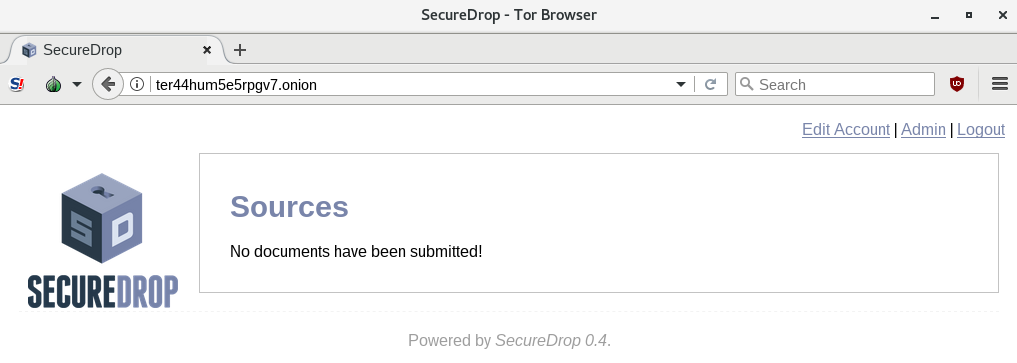 SecureDrop - Tor Browser
SecureDrop
ter44hum5e5rpgv7.onion
Search
Edit Account | Admin | Logout
SD
SECUREDROP
Sources
No documents have been submitted!
Powered by SecureDrop 0.4.